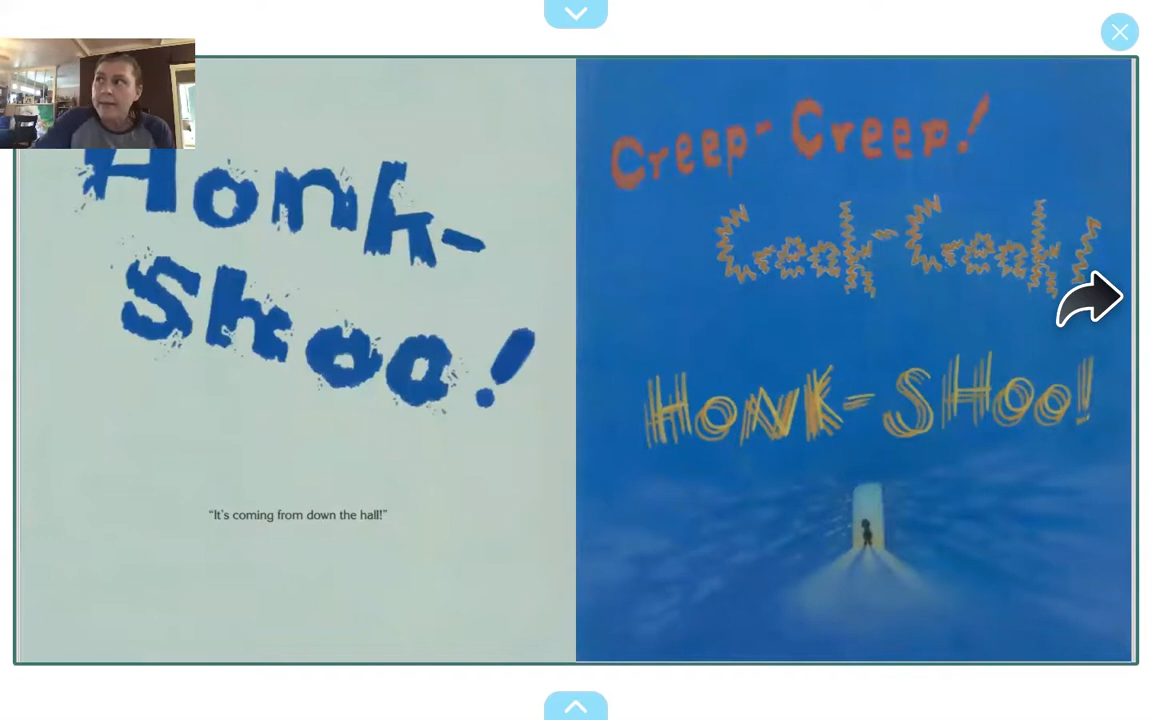 Honk-
Shoo!
"It's coming from down the hall!"
Creep-Creep!
Creak-Creak!
HONK-SHOO!